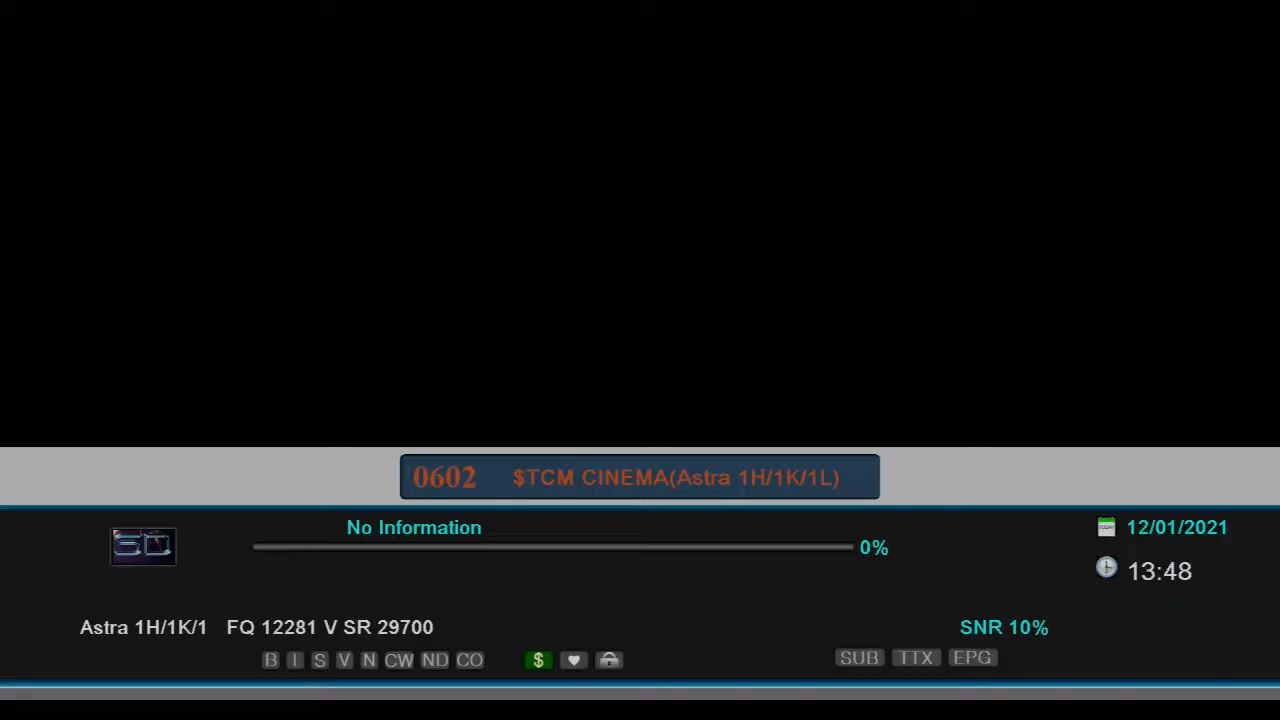 0602 $TCM CINEMA(Astra 1H/1K/1L)
No Information
12/01/2021
SD
0%
13:48
Astra 1H/1K/1 FQ 12281 V SR 29700
SNR 10%
B I S V N CW ND CO $
SUB TTX EPG